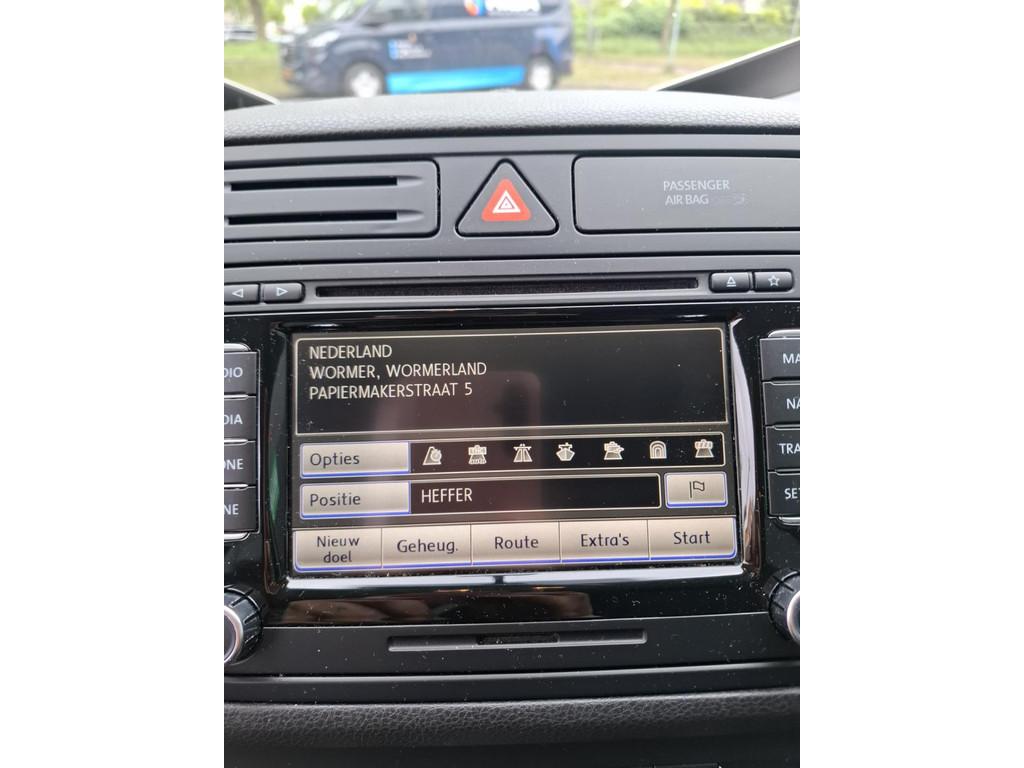 PASSENGER
AIR BAG
NEDERLAND
WORMER, WORMERLAND
PAPIERMAKERSTRAAT 5
Opties
Positie
HEFFER
Nieuw
doel
Geheug.
Route
Extra's
Start